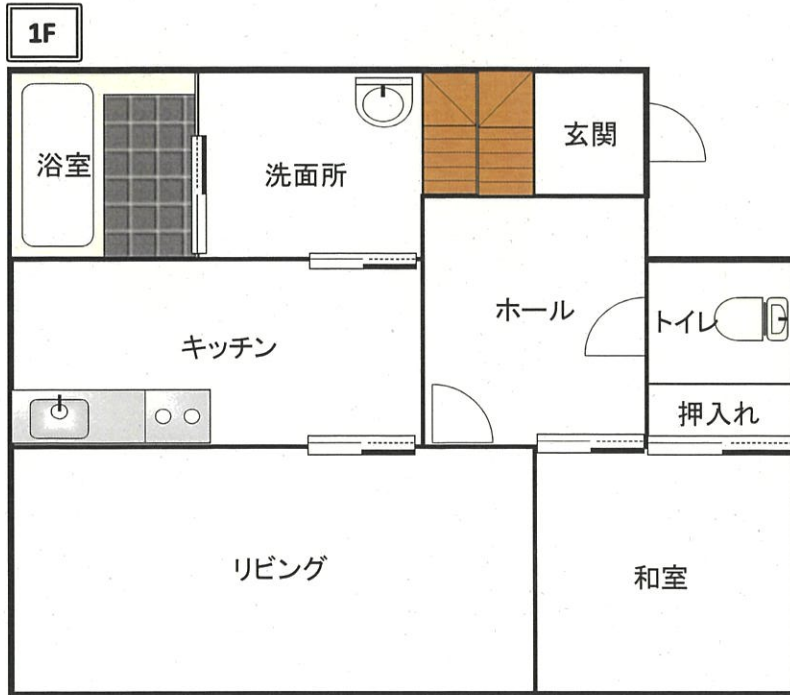 1F
浴室
洗面所
玄関
キッチン
ホール
トイレ
押入れ
リビング
和室